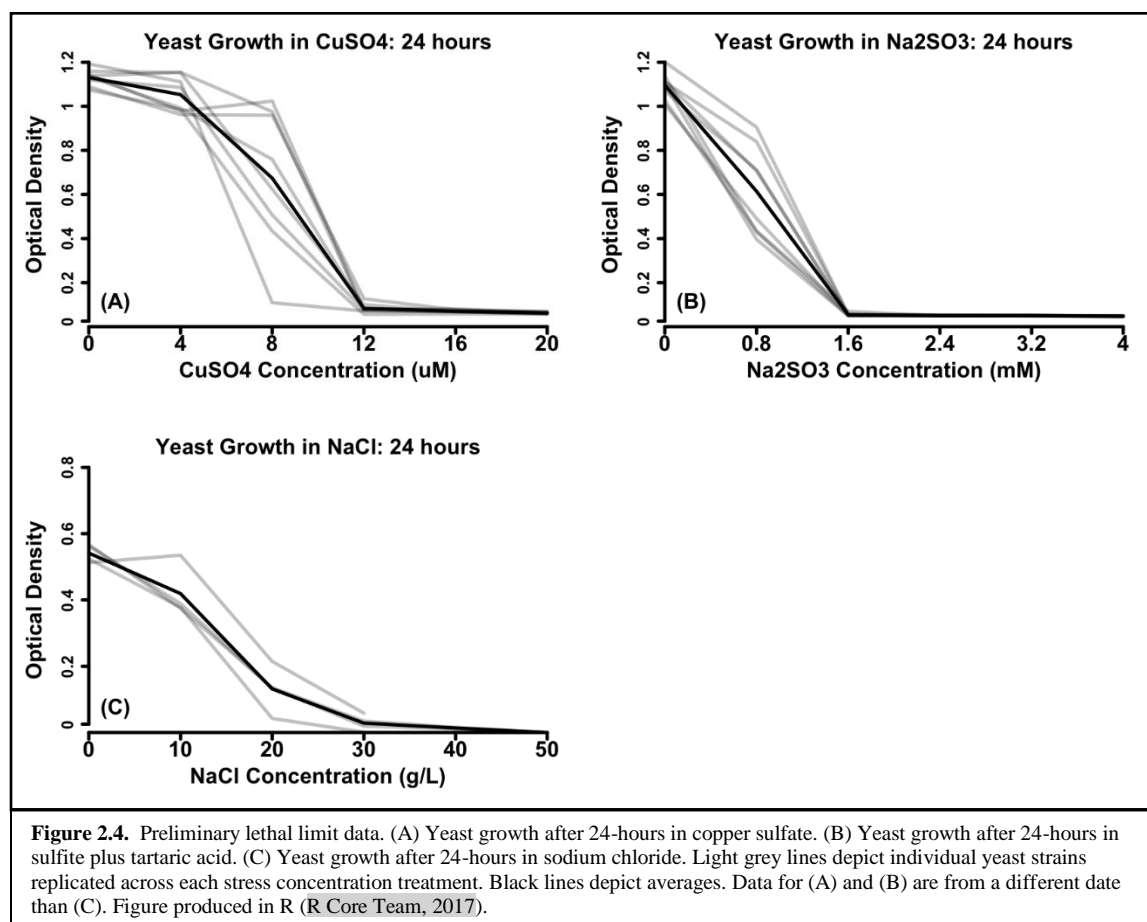 Yeast Growth in CuSO4: 24 hours
Optical Density
0 0.2 0.4 0.6 0.8 1 1.2
(A)
0 4 8 12 16 20
CuSO4 Concentration (uM)
Yeast Growth in Na2SO3: 24 hours
Optical Density
0 0.2 0.4 0.6 0.8 1 1.2
(B)
0 0.8 1.6 2.4 3.2 4
Na2SO3 Concentration (mM)
Yeast Growth in NaCl: 24 hours
Optical Density
0 0.2 0.4 0.6 0.8
(C)
0 10 20 30 40 50
NaCl Concentration (g/L)
Figure 2.4. Preliminary lethal limit data. (A) Yeast growth after 24-hours in copper sulfate. (B) Yeast growth after 24-hours in
sulfite plus tartaric acid. (C) Yeast growth after 24-hours in sodium chloride. Light grey lines depict individual yeast strains
replicated across each stress concentration treatment. Black lines depict averages. Data for (A) and (B) are from a different date
than (C). Figure produced in R (R Core Team, 2017).